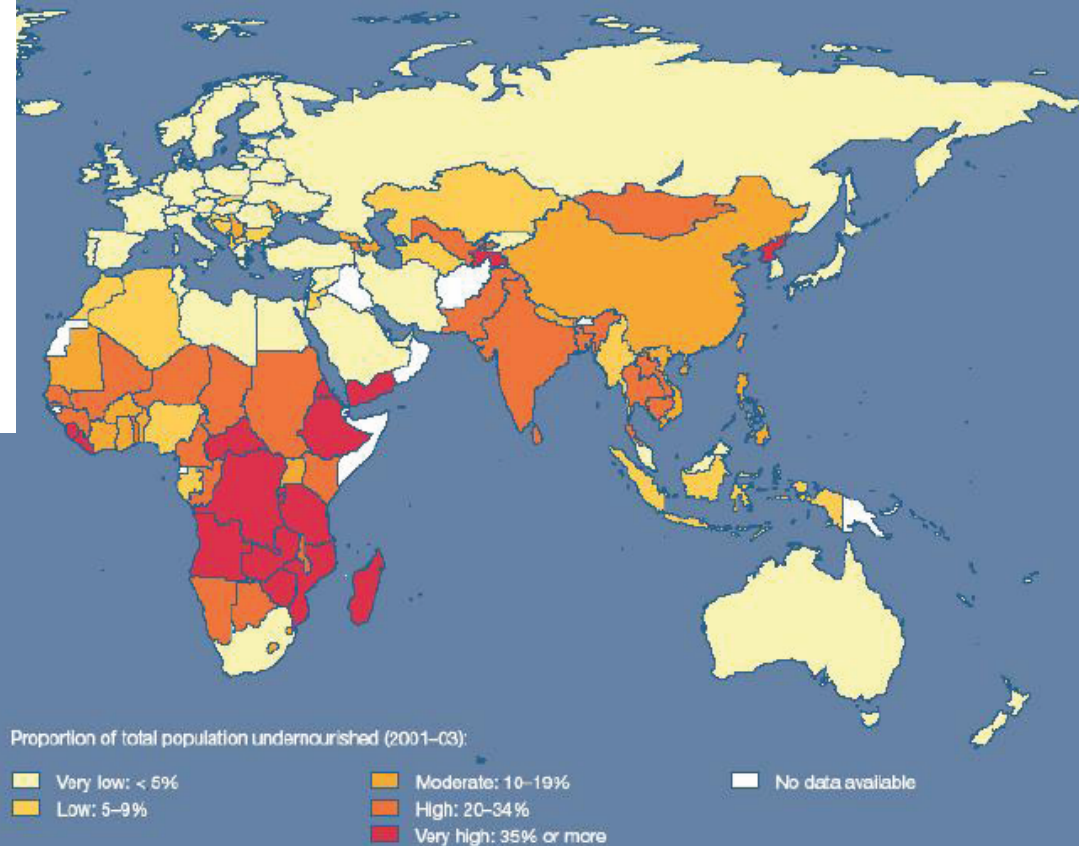 Proportion of total population undernourished (2001–03):
Very low: < 5%
Low: 5–9%
Moderate: 10–19%
High: 20–34%
Very high: 35% or more
No data available